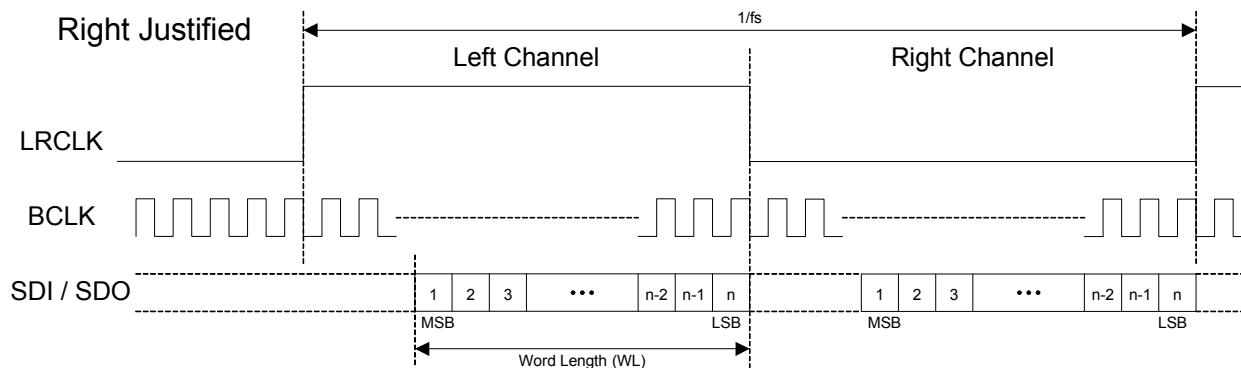 Right Justified
1/fs
Left Channel
Right Channel
LRCLK
BCLK
SDI / SDO
1 2 3 ••• n-2 n-1 n 1 2 3 ••• n-2 n-1 n
MSB LSB MSB LSB
Word Length (WL)